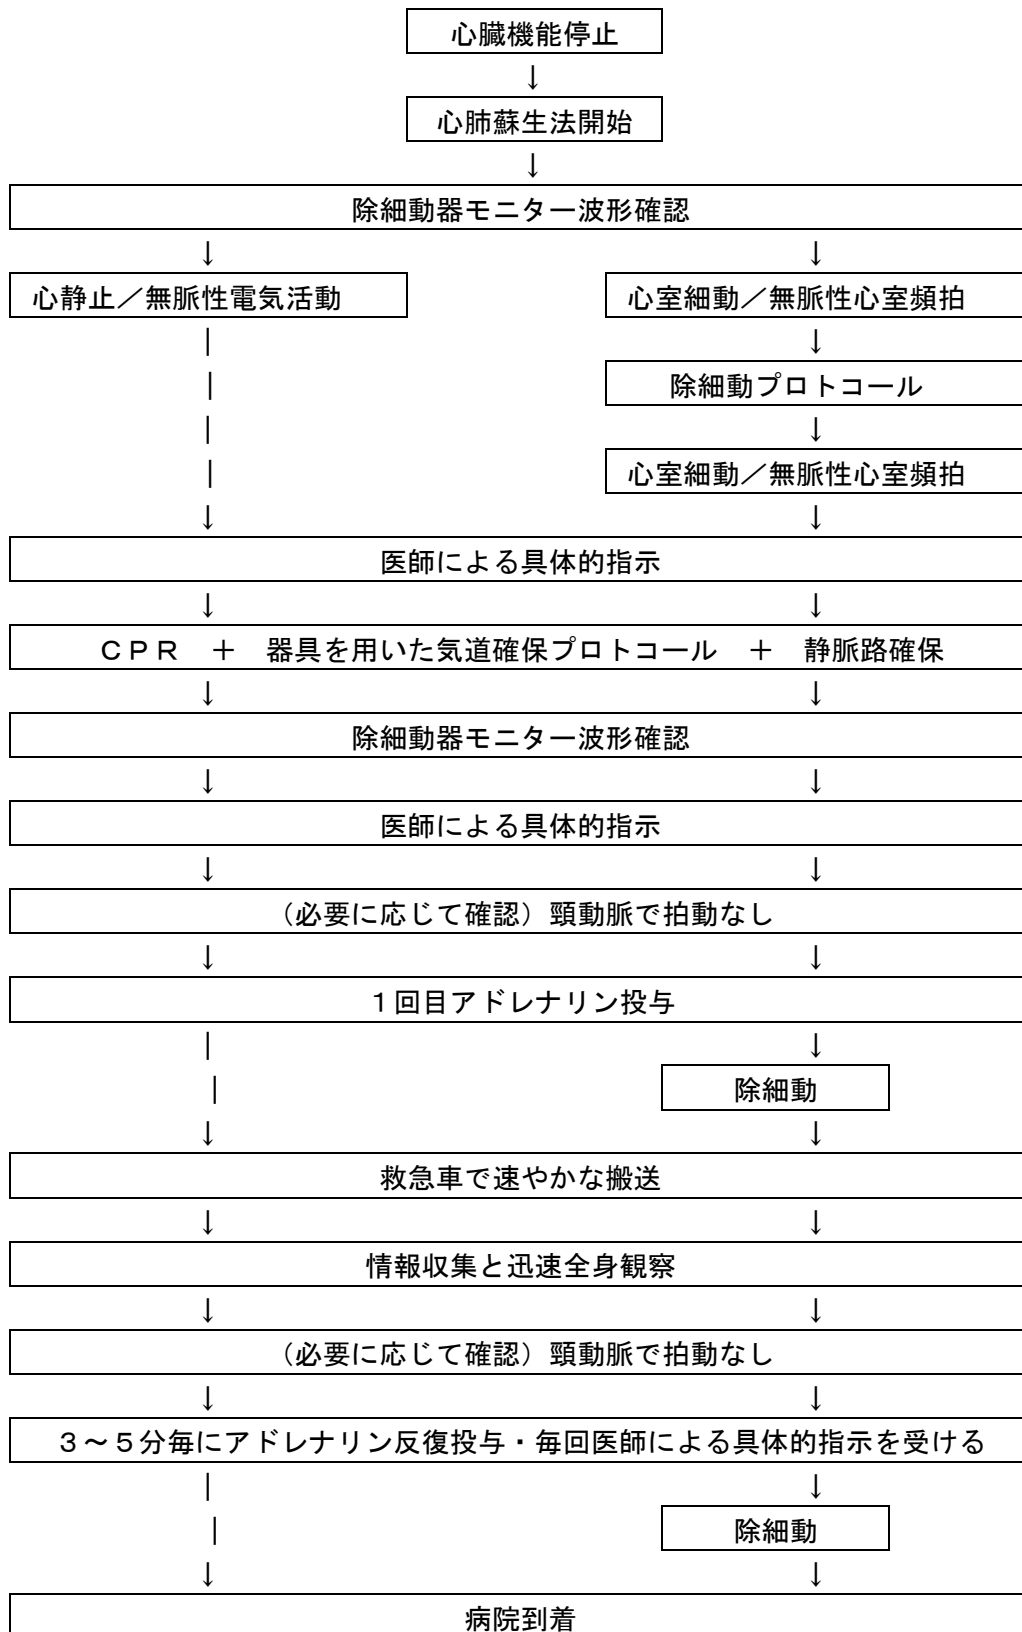 心臓機能停止
↓
心肺蘇生法開始
↓
除細動器モニター波形確認
↓ ↓
心静止／無脈性電気活動 心室細動／無脈性心室頻拍
｜ ↓
｜ 除細動プロトコール
｜ ↓
｜ 心室細動／無脈性心室頻拍
↓ ↓
医師による具体的指示
↓ ↓
ＣＰＲ　＋　器具を用いた気道確保プロトコール　＋　静脈路確保
↓ ↓
除細動器モニター波形確認
↓ ↓
医師による具体的指示
↓ ↓
（必要に応じて確認）頸動脈で拍動なし
↓ ↓
１回目アドレナリン投与
｜ ↓
｜ 除細動
↓ ↓
救急車で速やかな搬送
↓ ↓
情報収集と迅速全身観察
↓ ↓
（必要に応じて確認）頸動脈で拍動なし
↓ ↓
３～５分毎にアドレナリン反復投与・毎回医師による具体的指示を受ける
｜ ↓
｜ 除細動
↓ ↓
病院到着